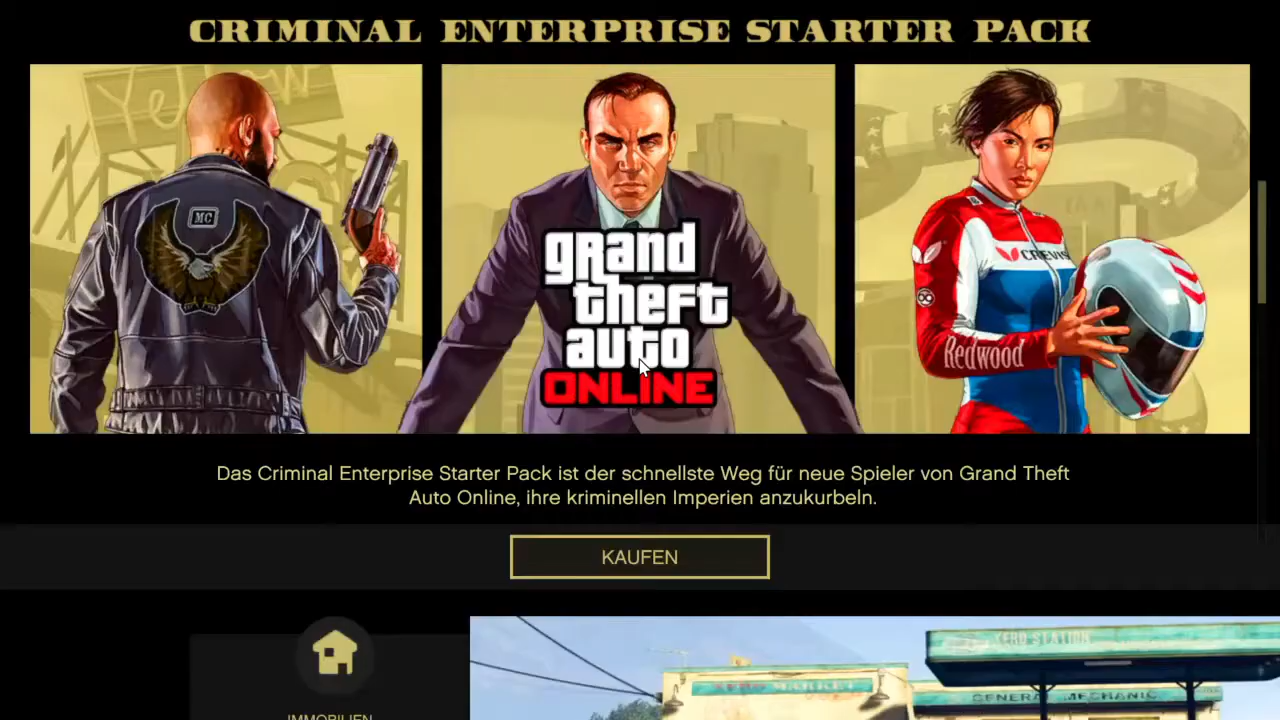 CRIMINAL ENTERPRISE STARTER PACK
Yellow
MC
grand
theft
auto
ONLINE
CREVIS
Redwood
Das Criminal Enterprise Starter Pack ist der schnellste Weg für neue Spieler von Grand Theft
Auto Online, ihre kriminellen Imperien anzukurbeln.
KAUFEN
XERO STATION
XERO MARKET
GENERAL MECHANIC
IMMOBILIEN